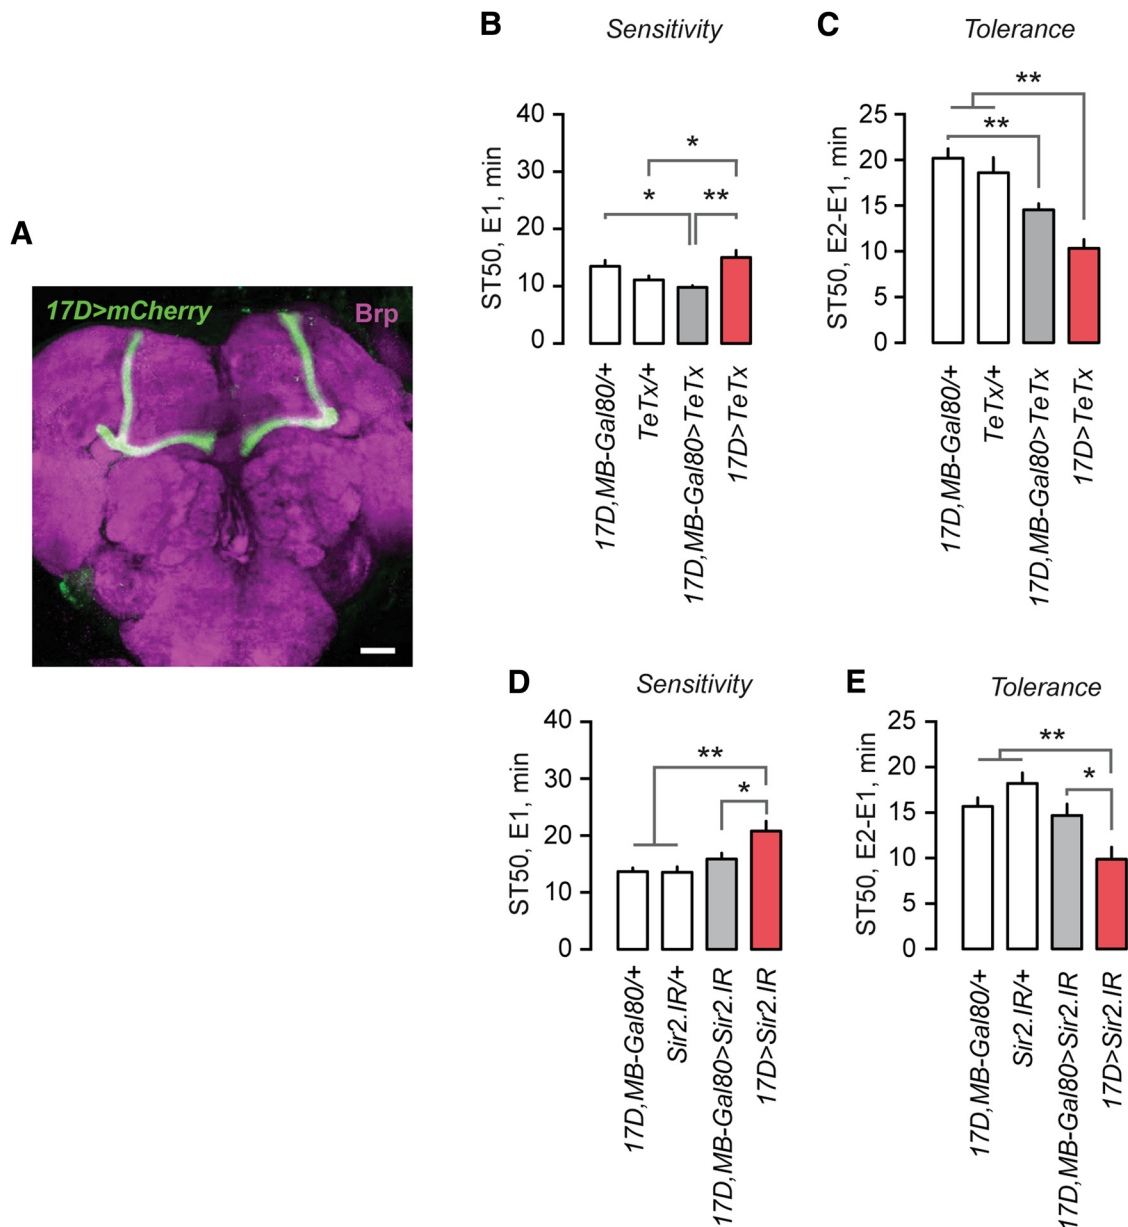 A
17D>mCherry
Brp
B
Sensitivity
ST50, E1, min
40
30
20
10
0
*
*
**
17D,MB-Gal80/+
TeTx/+
17D,MB-Gal80>TeTx
17D>TeTx
C
Tolerance
ST50, E2-E1, min
25
20
15
10
5
0
**
**
17D,MB-Gal80/+
TeTx/+
17D,MB-Gal80>TeTx
17D>TeTx
D
Sensitivity
ST50, E1, min
40
30
20
10
0
**
*
17D,MB-Gal80/+
Sir2.IR/+
17D,MB-Gal80>Sir2.IR
17D>Sir2.IR
E
Tolerance
ST50, E2-E1, min
25
20
15
10
5
0
**
*
17D,MB-Gal80/+
Sir2.IR/+
17D,MB-Gal80>Sir2.IR
17D>Sir2.IR